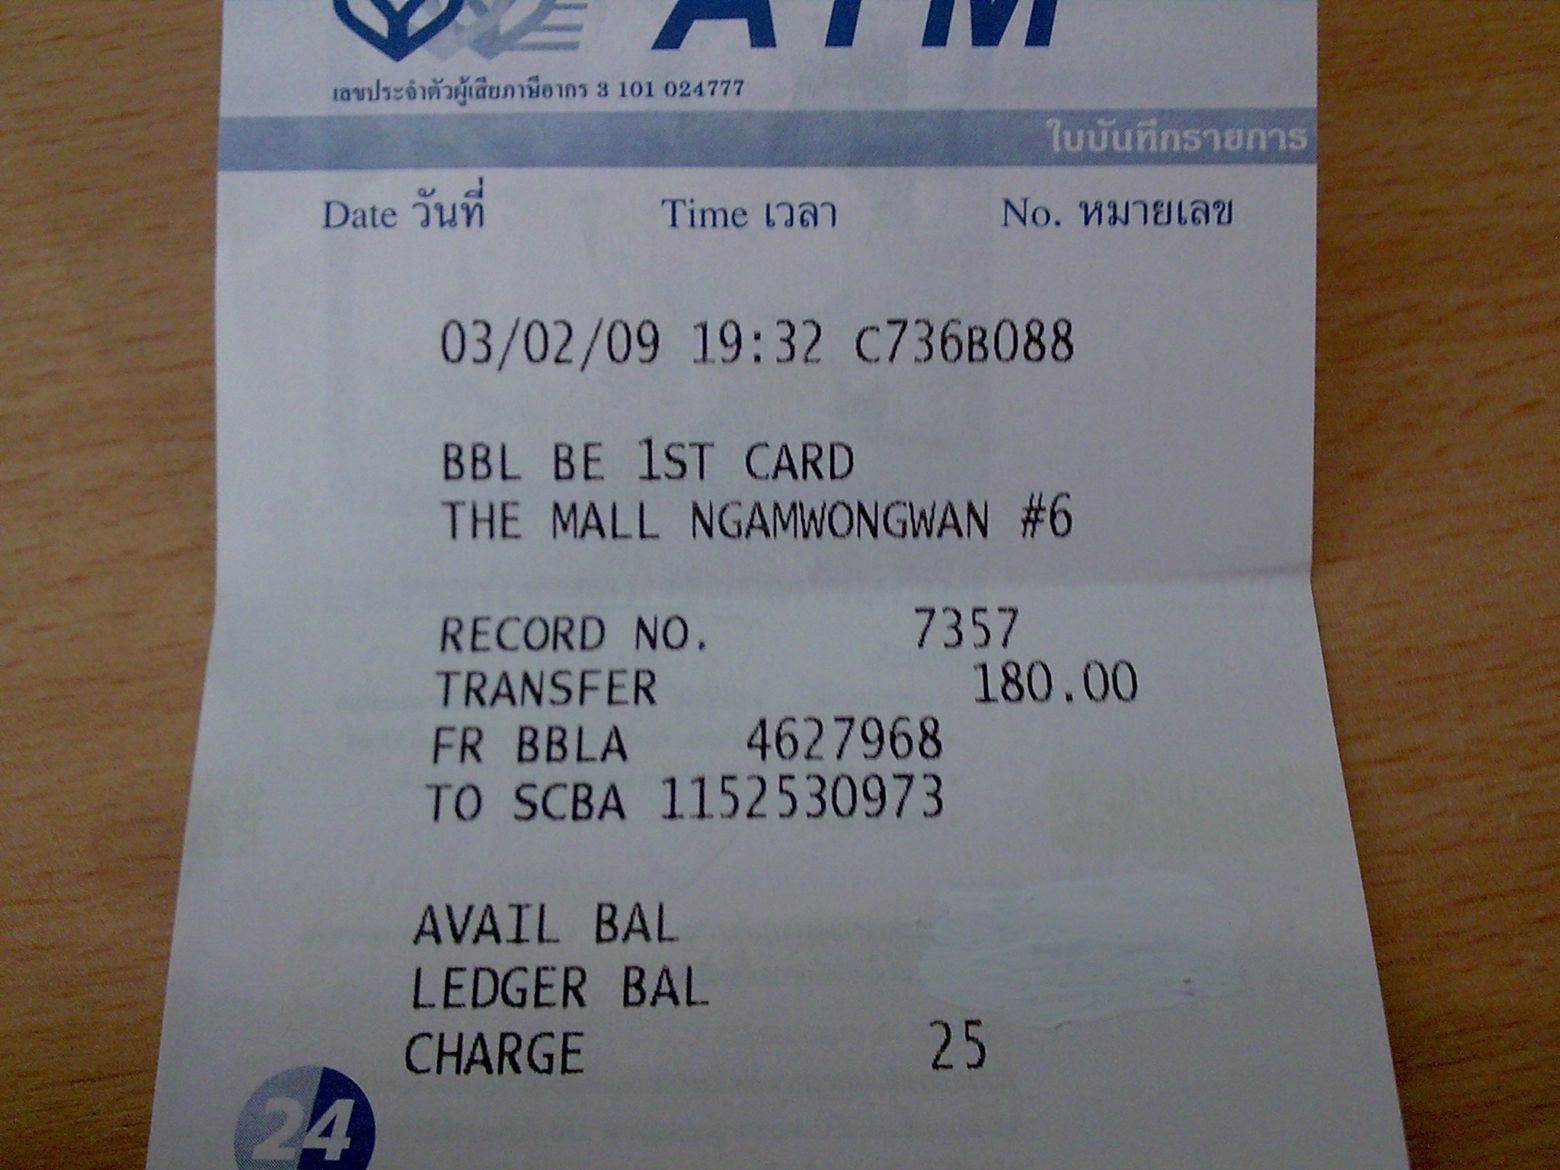 ATM
เลขประจำตัวผู้เสียภาษีอากร 3 101 024777
ใบบันทึกรายการ
Date วันที่ Time เวลา No. หมายเลข
03/02/09 19:32 C736B088
BBL BE 1ST CARD
THE MALL NGAMWONGWAN #6
RECORD NO. 7357
TRANSFER 180.00
FR BBLA 4627968
TO SCBA 1152530973
AVAIL BAL
LEDGER BAL
CHARGE 25
24